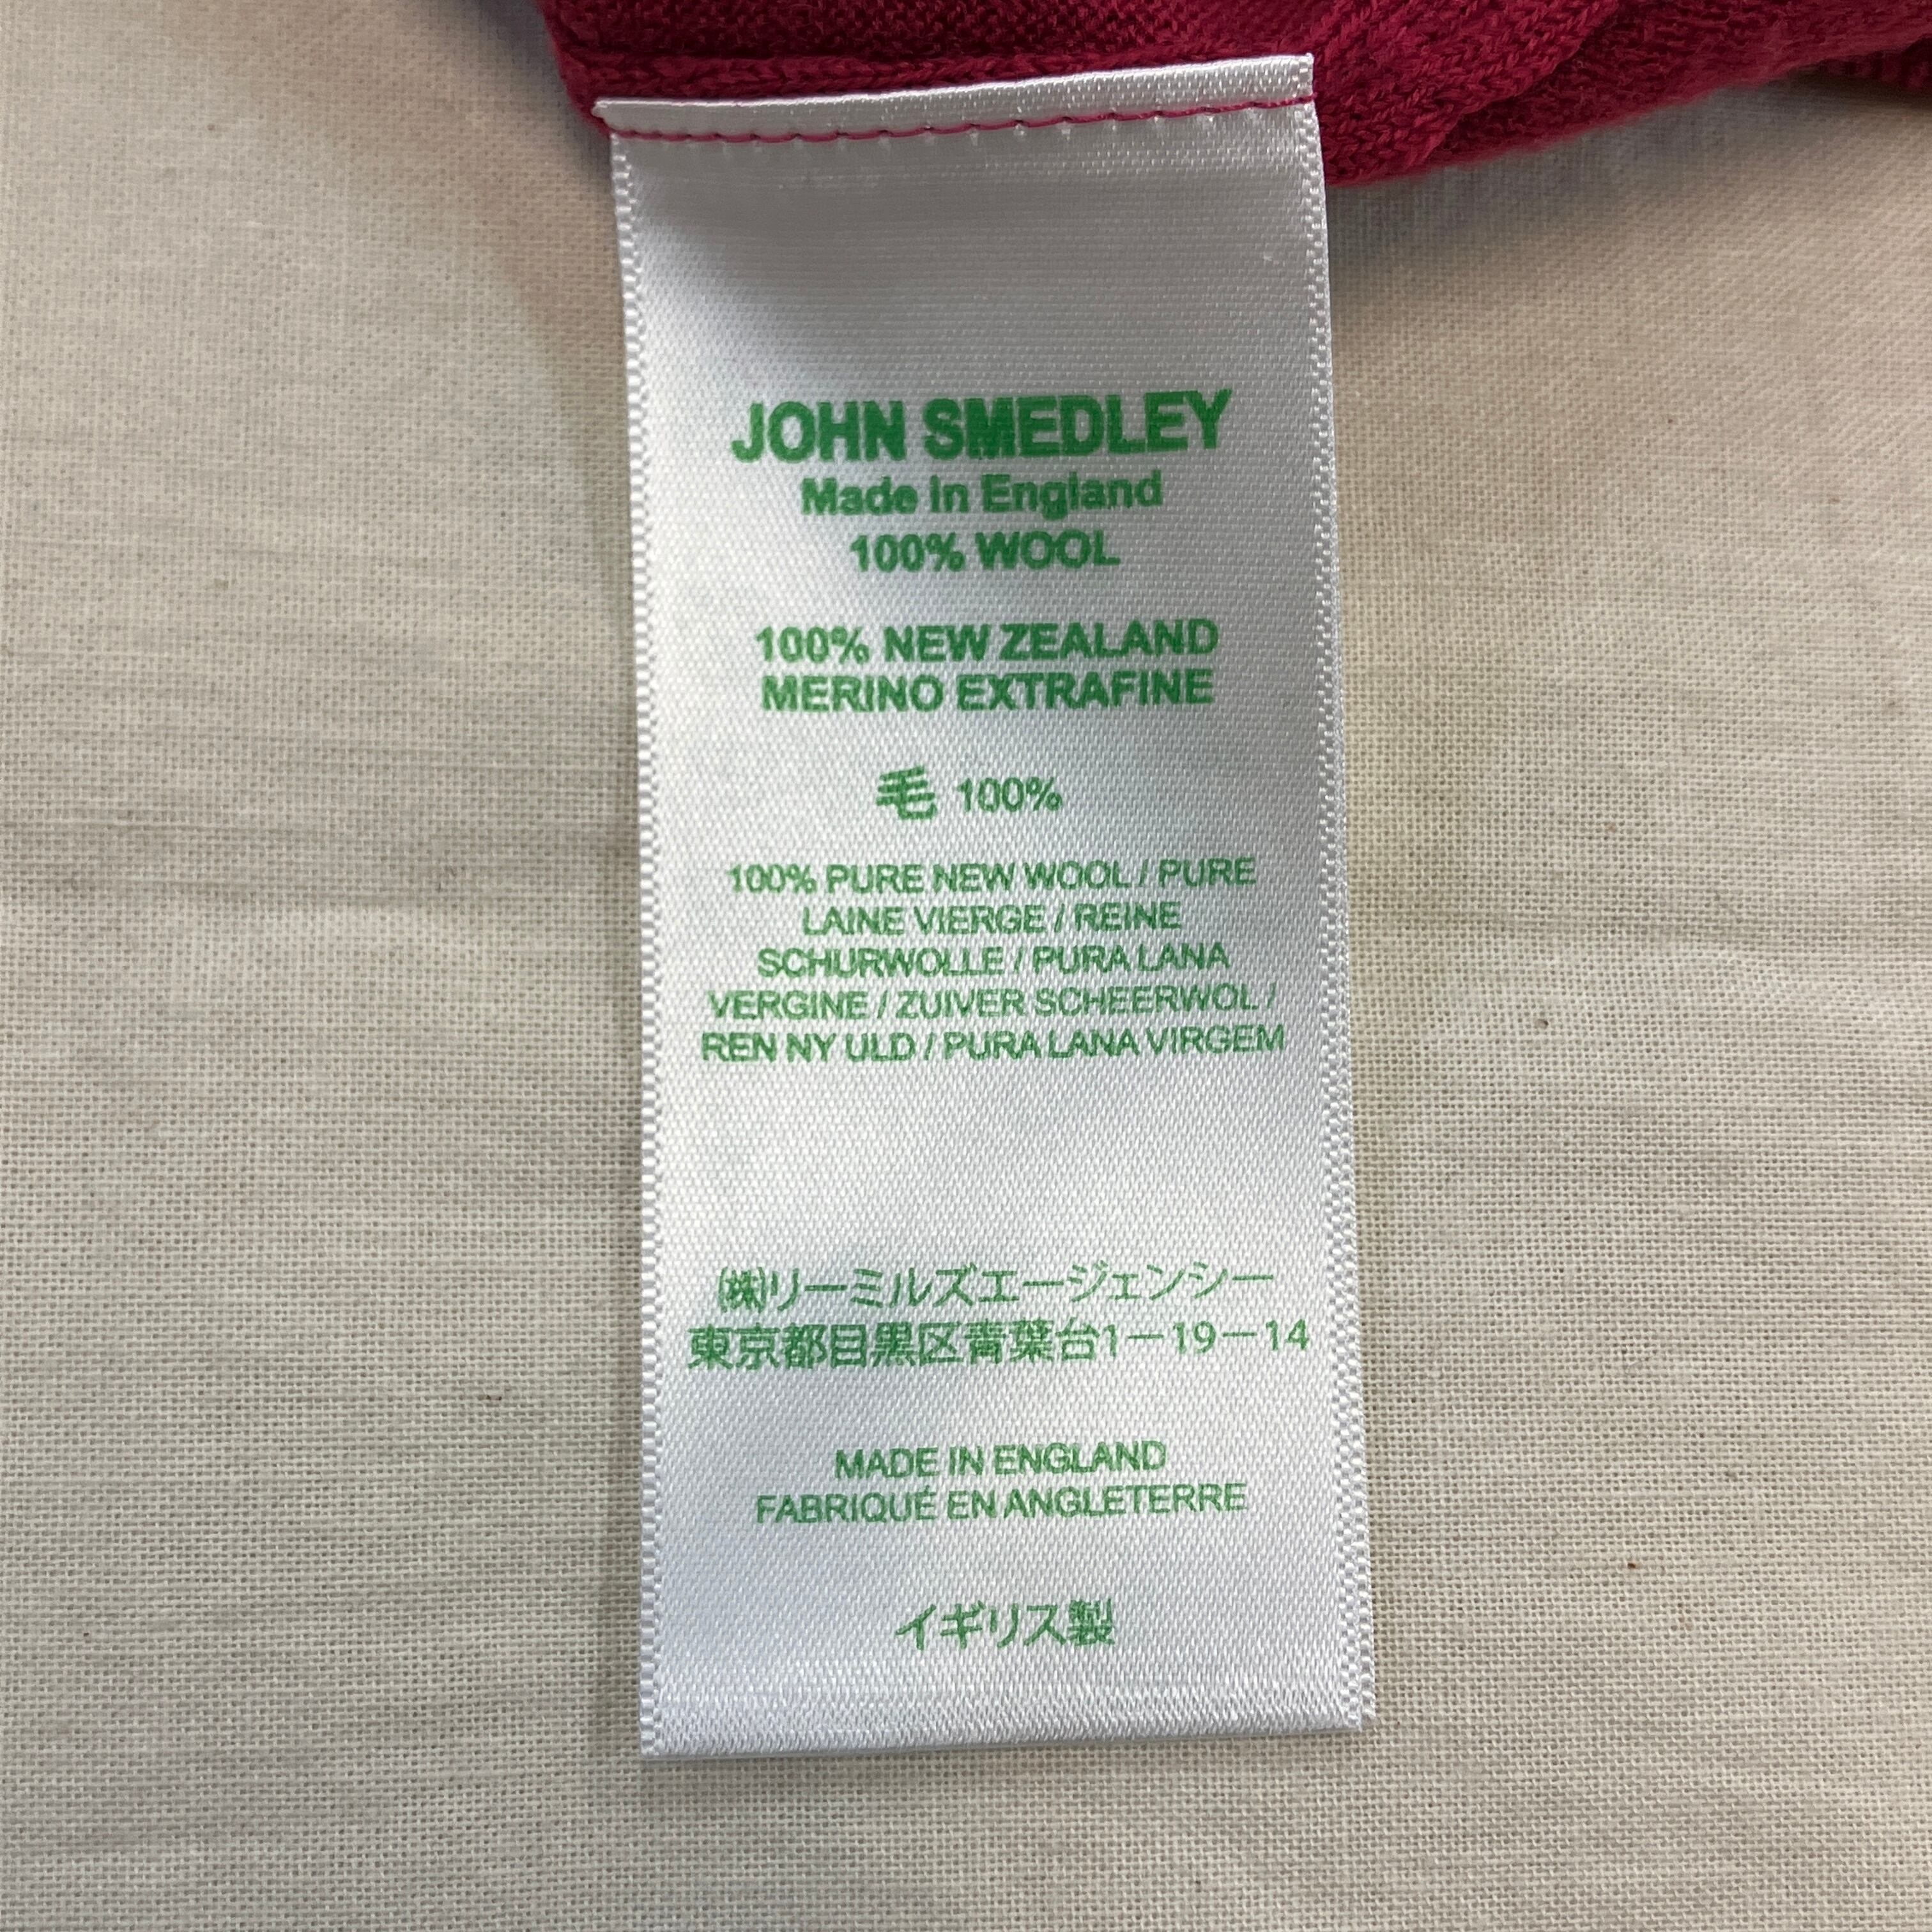 JOHN SMEDLEY
Made in England
100% WOOL
100% NEW ZEALAND
MERINO EXTRAFINE
毛 100%
100% PURE NEW WOOL / PURE
LAINE VIERGE / REINE
SCHURWOLLE / PURA LANA
VERGINE / ZUIVER SCHEERWOL /
REN NY ULD / PURA LANA VIRGEM
㈱リーミルズエージェンシー
東京都目黒区青葉台1−19−14
MADE IN ENGLAND
FABRIQUÉ EN ANGLETERRE
イギリス製